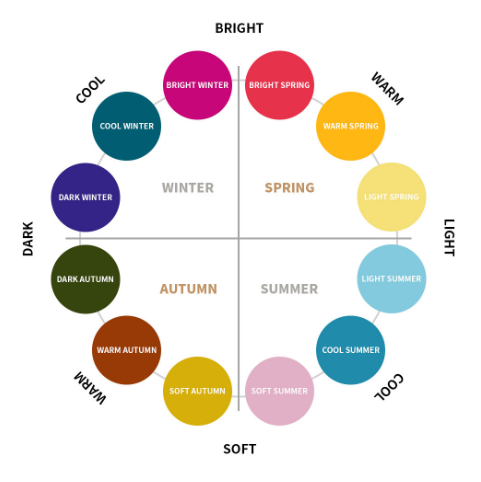 BRIGHT
COOL
WARM
BRIGHT WINTER
BRIGHT SPRING
COOL WINTER
WARM SPRING
DARK WINTER
WINTER
SPRING
LIGHT SPRING
DARK
LIGHT
DARK AUTUMN
AUTUMN
SUMMER
LIGHT SUMMER
WARM AUTUMN
COOL SUMMER
WARM
SOFT AUTUMN
SOFT SUMMER
COOL
SOFT